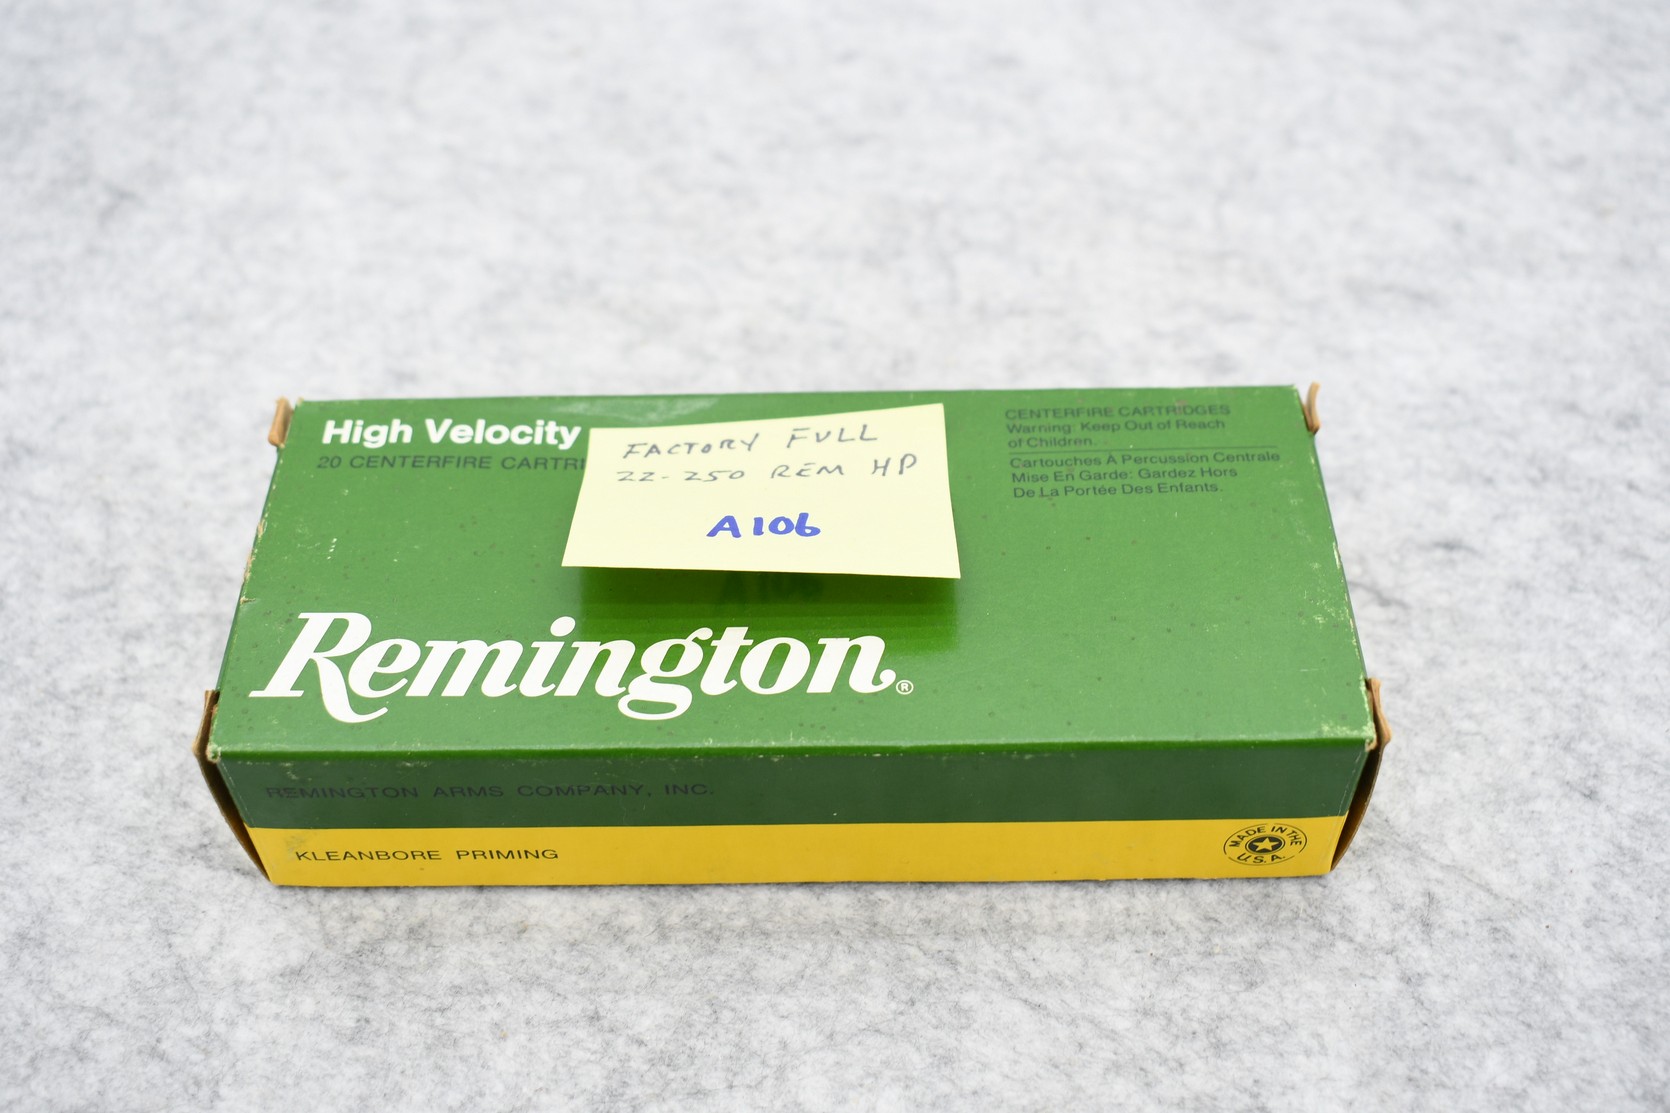 High Velocity
20 CENTERFIRE CARTRI
FACTORY FULL
22-250 REM HP
A106
CENTERFIRE CARTRIDGES
Warning: Keep Out of Reach
of Children.
Cartouches À Percussion Centrale
Mise En Garde: Gardez Hors
De La Portée Des Enfants.
Remington®
REMINGTON ARMS COMPANY, INC.
KLEANBORE PRIMING
MADE IN THE
U.S.A.